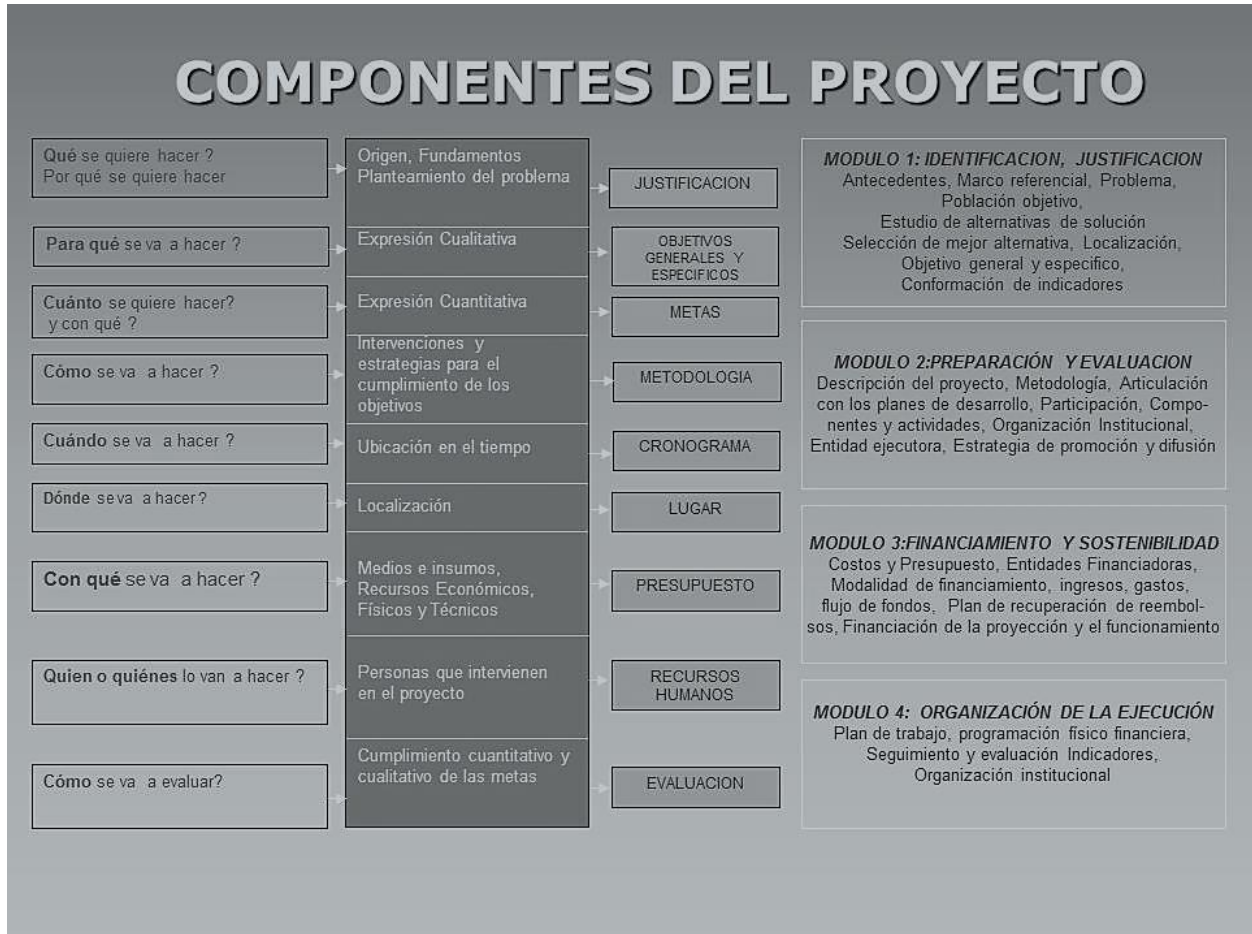 COMPONENTES DEL PROYECTO
Qué se quiere hacer ?
Por qué se quiere hacer
Origen, Fundamentos
Planteamiento del problema
JUSTIFICACION
Para qué se va a hacer ?
Expresión Cualitativa
OBJETIVOS
GENERALES Y
ESPECIFICOS
Cuánto se quiere hacer?
y con qué ?
Expresión Cuantitativa
METAS
Cómo se va a hacer ?
Intervenciones y
estrategias para el
cumplimiento de los
objetivos
METODOLOGIA
Cuándo se va a hacer ?
Ubicación en el tiempo
CRONOGRAMA
Dónde se va a hacer ?
Localización
LUGAR
Con qué se va a hacer ?
Medios e insumos,
Recursos Económicos,
Físicos y Técnicos
PRESUPUESTO
Quien o quiénes lo van a hacer ?
Personas que intervienen
en el proyecto
RECURSOS
HUMANOS
Cómo se va a evaluar?
Cumplimiento cuantitativo y
cualitativo de las metas
EVALUACION
MODULO 1: IDENTIFICACION, JUSTIFICACION
Antecedentes, Marco referencial, Problema,
Población objetivo,
Estudio de alternativas de solución
Selección de mejor alternativa, Localización,
Objetivo general y especifico,
Conformación de indicadores
MODULO 2:PREPARACIÓN Y EVALUACION
Descripción del proyecto, Metodología, Articulación
con los planes de desarrollo, Participación, Compo-
nentes y actividades, Organización Institucional,
Entidad ejecutora, Estrategia de promoción y difusión
MODULO 3:FINANCIAMIENTO Y SOSTENIBILIDAD
Costos y Presupuesto, Entidades Financiadoras,
Modalidad de financiamiento, ingresos, gastos,
flujo de fondos, Plan de recuperación de reembol-
sos, Financiación de la proyección y el funcionamiento
MODULO 4: ORGANIZACIÓN DE LA EJECUCIÓN
Plan de trabajo, programación físico financiera,
Seguimiento y evaluación Indicadores,
Organización institucional